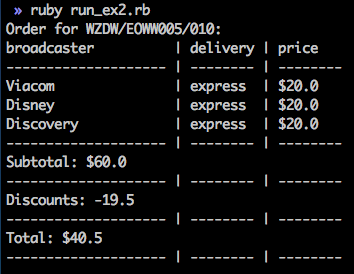 » ruby run_ex2.rb
Order for WZDW/EOWW005/010:
broadcaster          | delivery | price
-------------------- | -------- | --------
Viacom               | express  | $20.0
Disney               | express  | $20.0
Discovery            | express  | $20.0
-------------------- | -------- | --------
Subtotal: $60.0
-------------------- | -------- | --------
Discounts: -19.5
-------------------- | -------- | --------
Total: $40.5
-------------------- | -------- | --------